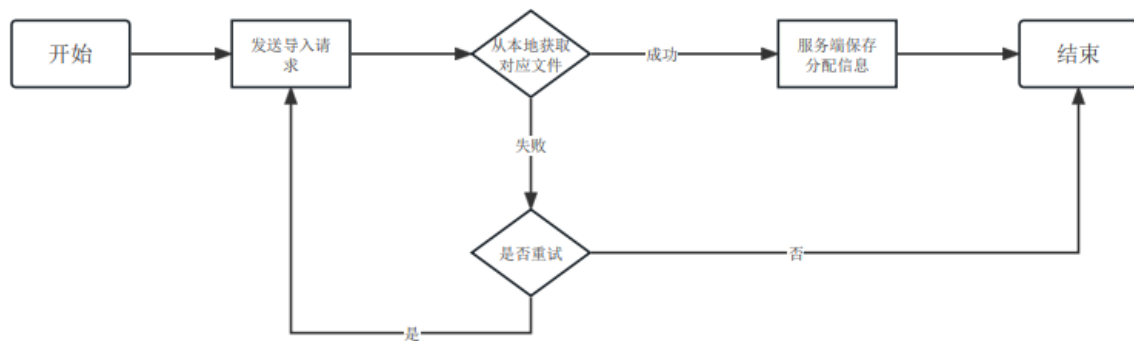 开始
发送导入请
求
从本地获取
对应文件
成功
服务端保存
分配信息
结束
失败
是否重试
否
是